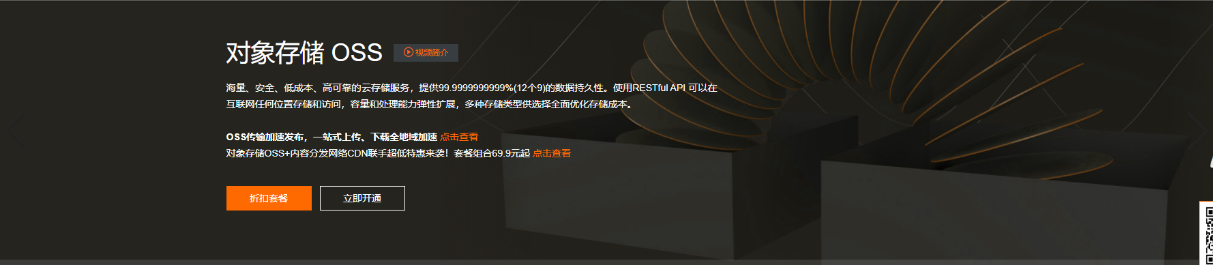 对象存储 OSS
视频简介
海量、安全、低成本、高可靠的云存储服务，提供99.9999999999%(12个9)的数据持久性。使用RESTful API 可以在
互联网任何位置存储和访问，容量和处理能力弹性扩展，多种存储类型供选择全面优化存储成本。
OSS传输加速发布，一站式上传、下载全地域加速 点击查看
对象存储OSS+内容分发网络CDN联手超低特惠来袭！套餐组合69.9元起 点击查看
折扣套餐
立即开通